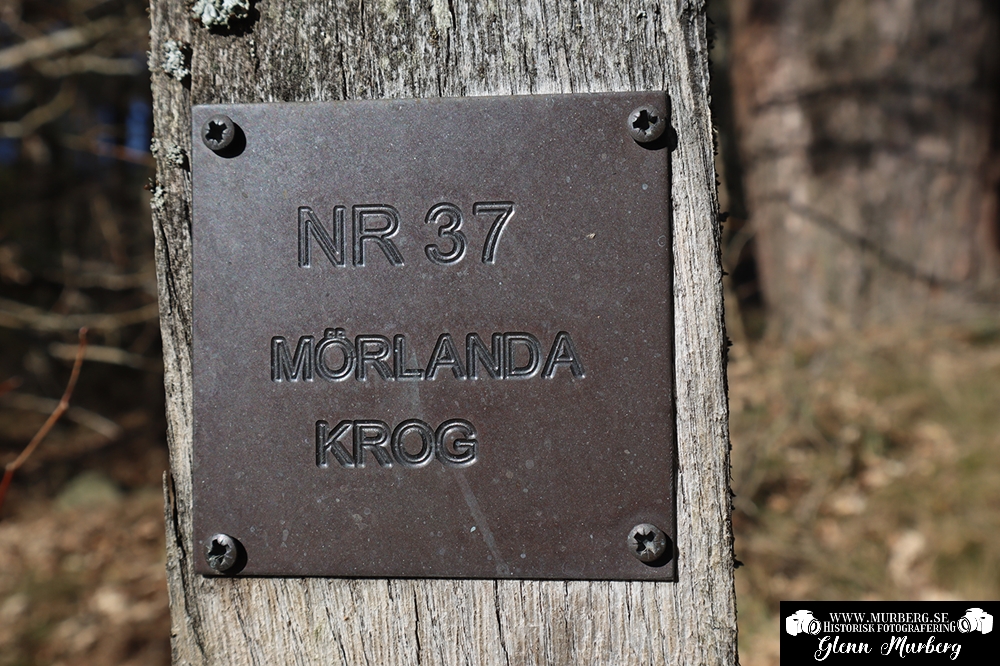 NR 37
MÖRLANDA
KROG
WWW.MURBERG.SE
HISTORISK FOTOGRAFERING
Glenn Murberg